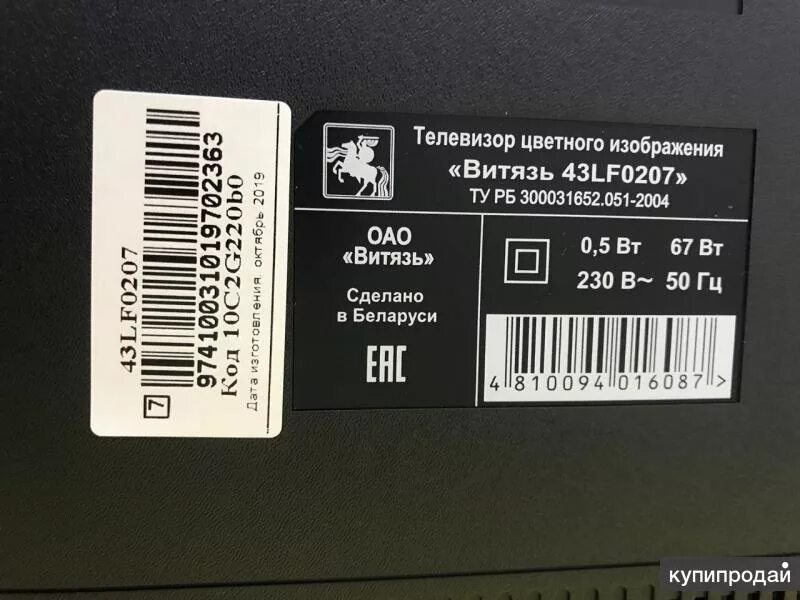 43LF0207
97410031019702363
Код 10C2G220b0
Дата изготовления: октябрь 2019
7
Телевизор цветного изображения
«Витязь 43LF0207»
ТУ РБ 300031652.051-2004
ОАО
«Витязь»
Сделано
в Беларуси
EAC
0,5 Вт 67 Вт
230 В~ 50 Гц
4 810094 016087 >
купипродай